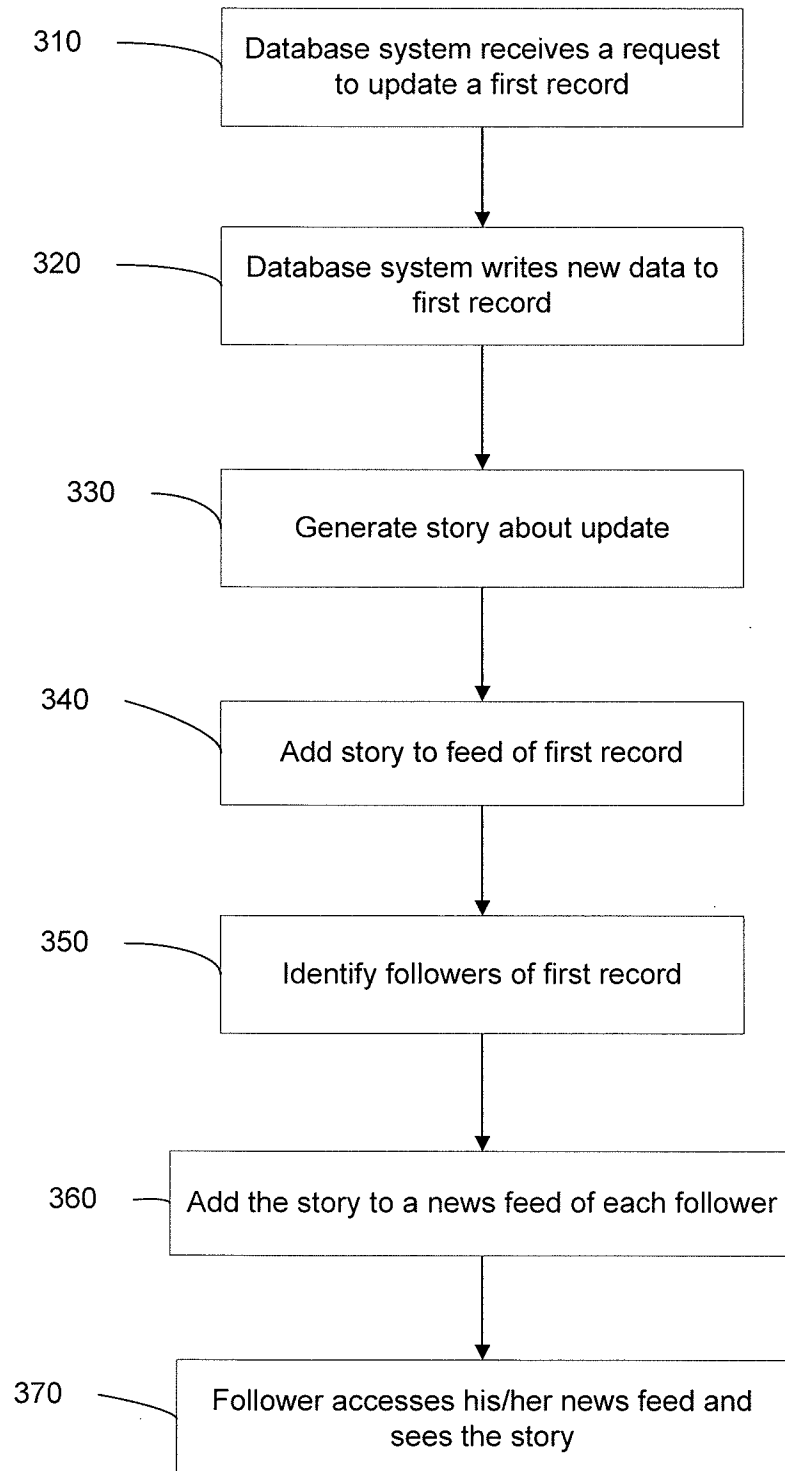 310
Database system receives a request
to update a first record
320
Database system writes new data to
first record
330
Generate story about update
340
Add story to feed of first record
350
Identify followers of first record
360
Add the story to a news feed of each follower
370
Follower accesses his/her news feed and
sees the story